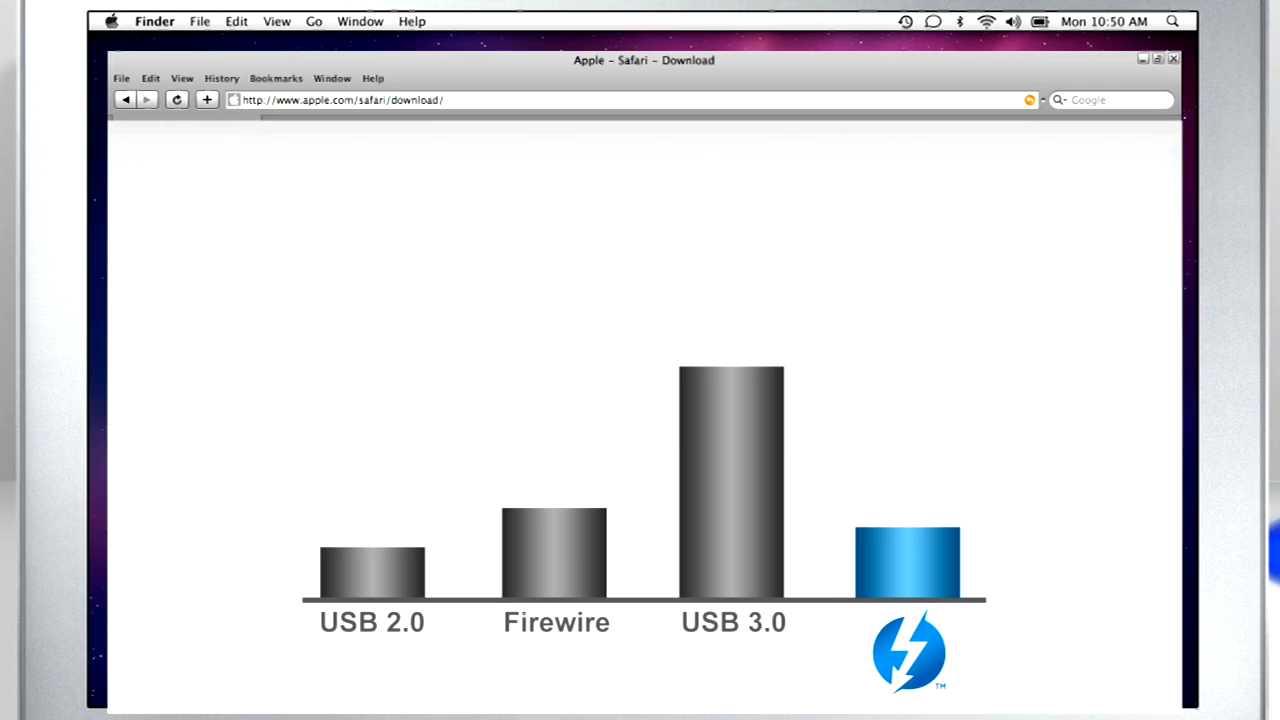 Finder File Edit View Go Window Help Mon 10:50 AM
Apple - Safari - Download
File Edit View History Bookmarks Window Help
http://www.apple.com/safari/download/ Google
USB 2.0 Firewire USB 3.0
TM